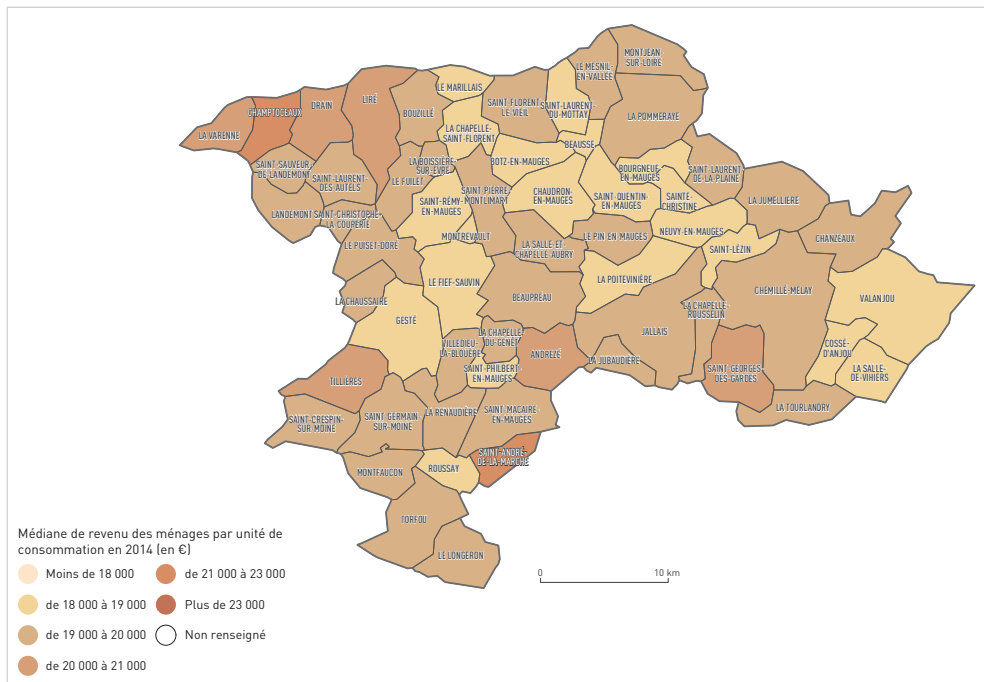 MONTJEAN-
SUR-LOIRE
LE MESNIL-
EN-VALLÉE
LE MARILLAIS
LIRÉ
DRAIN
CHAMPTOCEAUX
BOUZILLÉ
SAINT-FLORENT
LE-VIEIL
SAINT-LAURENT-
DU-MOTTAY
LA POMMERAYE
LA VARENNE
LA CHAPELLE-
SAINT-FLORENT
BEAUSSE
SAINT-SAUVEUR-
DE-LANDEMONT
LA BOISSIÈRE-
SUR-ÈVRE
BOTZ-EN-MAUGES
BOURGNEUF-
EN-MAUGES
SAINT-LAURENT-
DE-LA-PLAINE
SAINT-LAURENT-
DES-AUTELS
LE FUILET
SAINT-PIERRE-
MONTLIMART
CHAUDRON-
EN-MAUGES
SAINT-QUENTIN-
EN-MAUGES
SAINTE-
CHRISTINE
LA JUMELLIÈRE
LANDEMONT
SAINT-CHRISTOPHE-
LA-COUPERIE
SAINT-RÉMY-
EN-MAUGES
LE PUISET-DORÉ
MONTREVAULT
LA SALLE-ET-
CHAPELLE-AUBRY
LE PIN-EN-MAUGES
NEUVY-EN-MAUGES
SAINT-LÉZIN
CHANZEAUX
LE FIEF-SAUVIN
LA POITEVINIÈRE
CHEMILLÉ-MELAY
VALANJOU
LA CHAUSSAIRE
BEAUPRÉAU
LA CHAPELLE-
ROUSSELIN
GESTÉ
JALLAIS
VILLEDIEU-
LA-BLOUÈRE
LA CHAPELLE-
DU-GENÊT
ANDREZÉ
LA JUBAUDIÈRE
COSSÉ-
D'ANJOU
TILLIÈRES
SAINT-PHILBERT-
EN-MAUGES
SAINT-GEORGES-
DES-GARDES
LA SALLE-
DE-VIHIERS
SAINT-CRESPIN-
SUR-MOINE
SAINT-GERMAIN
SUR-MOINE
LA RENAUDIÈRE
SAINT-MACAIRE-
EN-MAUGES
LA TOURLANDRY
SAINT-ANDRÉ-
DE-LA-MARCHE
MONTFAUCON
ROUSSAY
TORFOU
LE LONGERON
Médiane de revenu des ménages par unité de
consommation en 2014 (en €)
Moins de 18 000
de 18 000 à 19 000
de 19 000 à 20 000
de 20 000 à 21 000
de 21 000 à 23 000
Plus de 23 000
Non renseigné
0 10 km